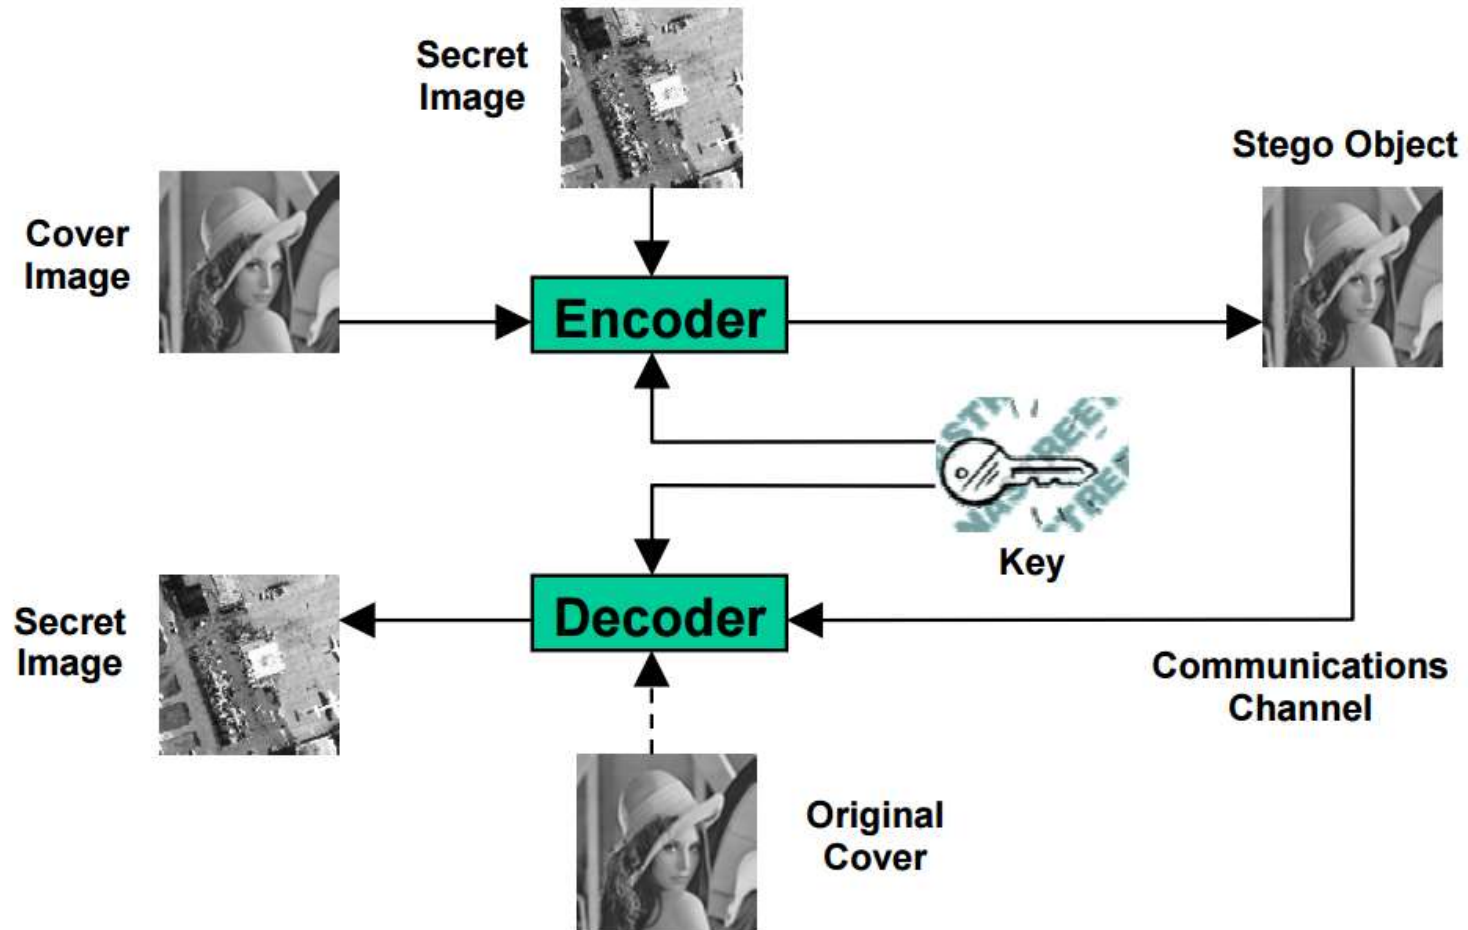 Secret
Image
Stego Object
Cover
Image
Encoder
Key
Secret
Image
Decoder
Communications
Channel
Original
Cover